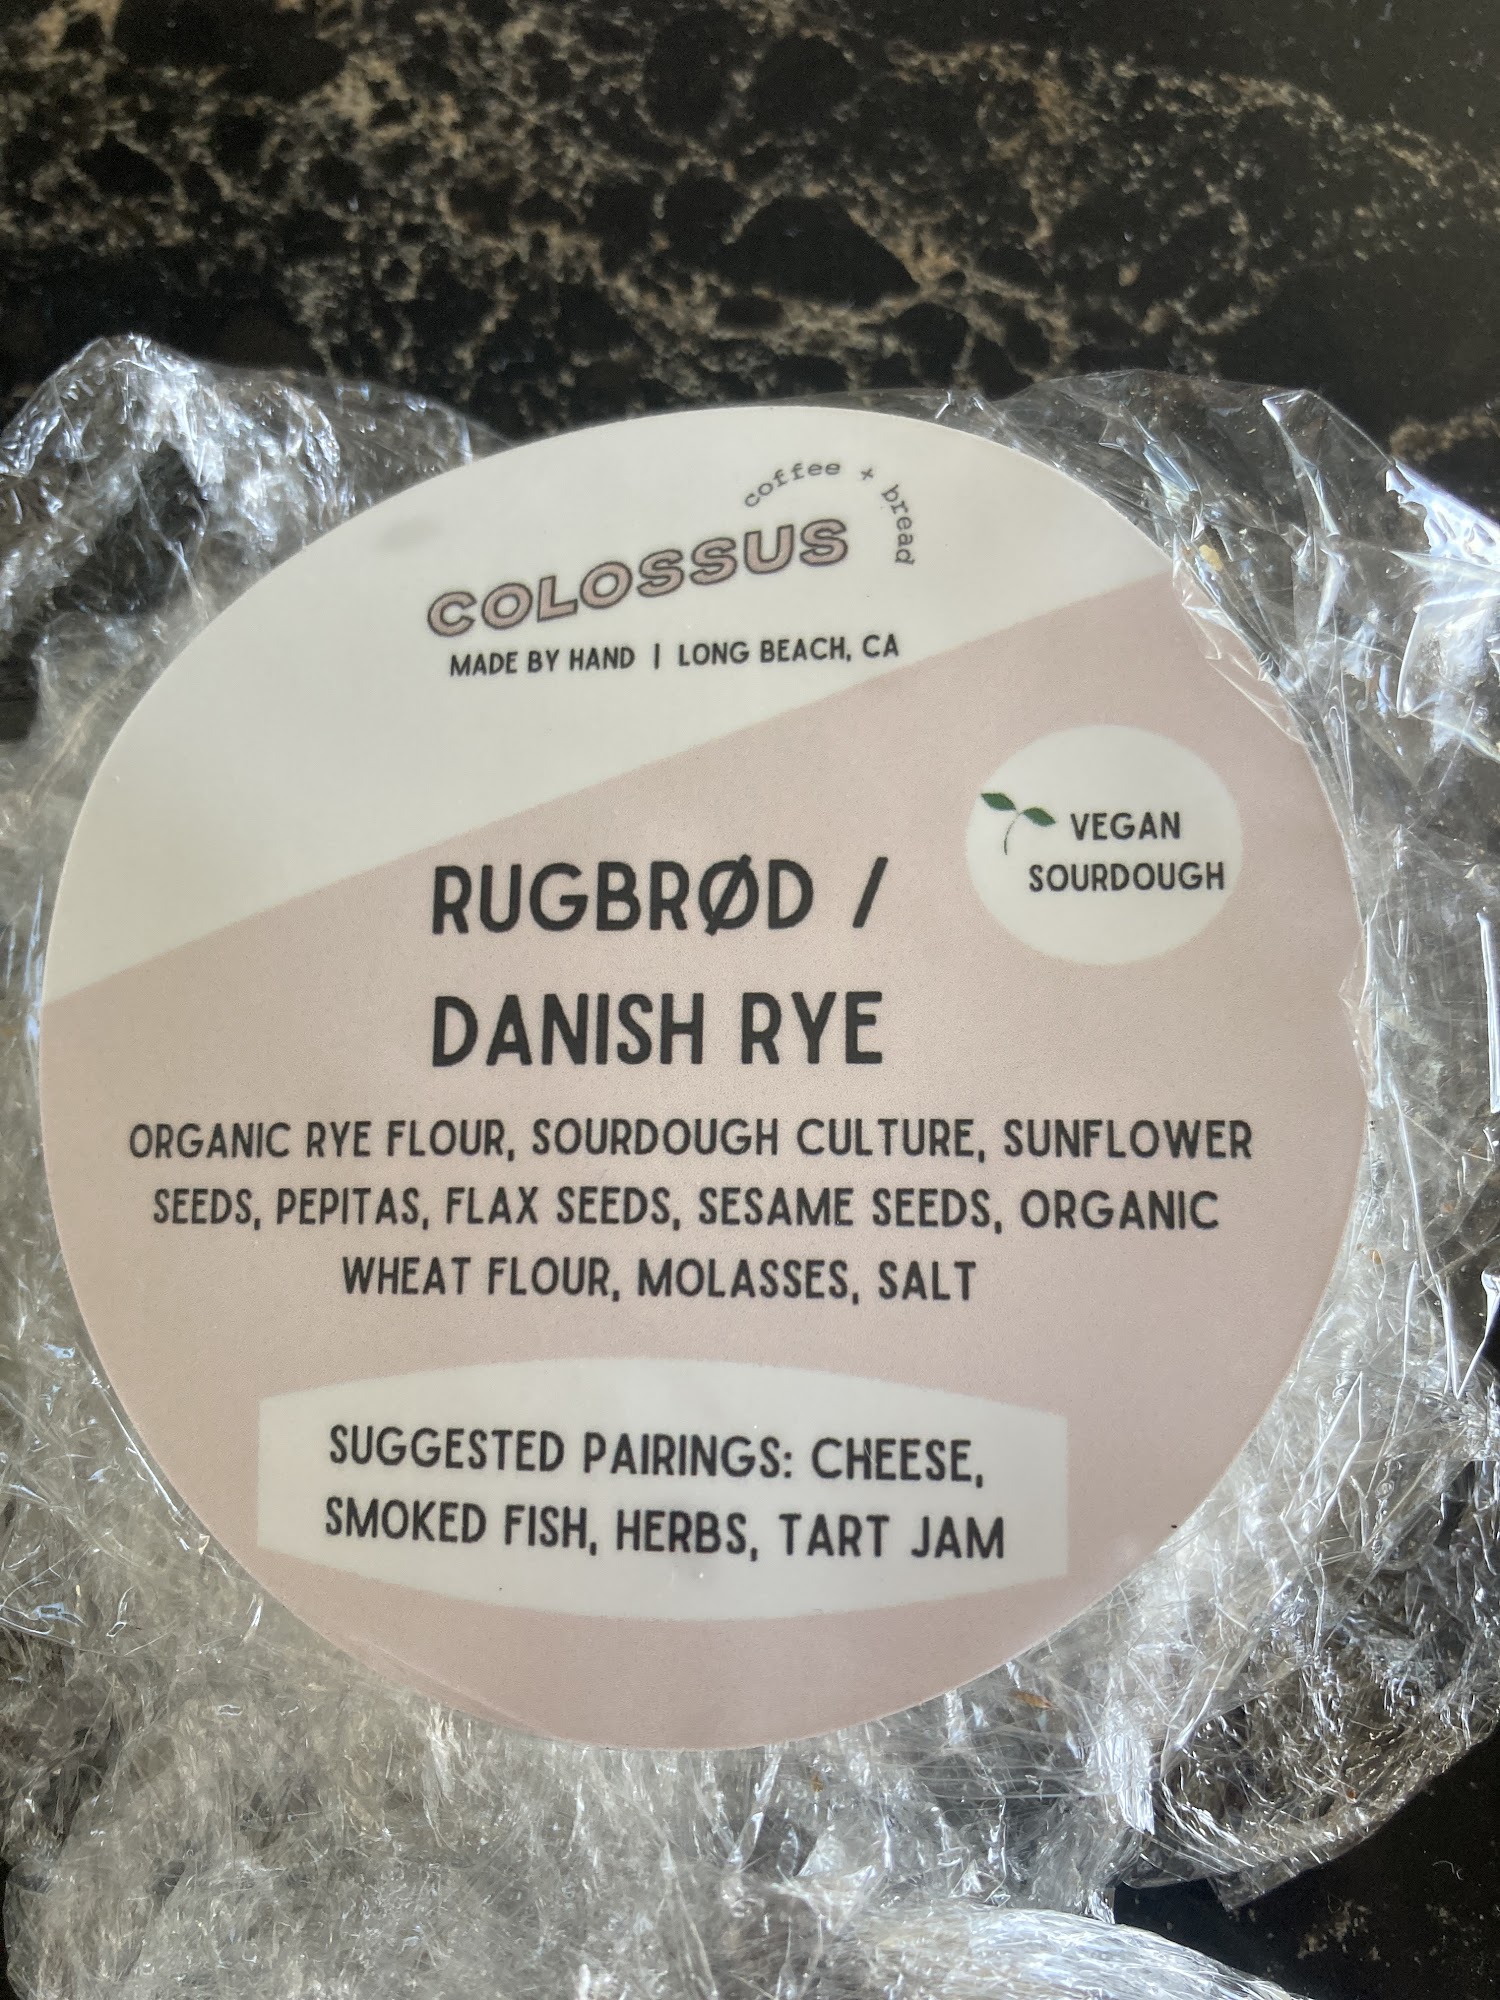 coffee + bread
COLOSSUS
MADE BY HAND | LONG BEACH, CA
VEGAN
SOURDOUGH
RUGBRØD /
DANISH RYE
ORGANIC RYE FLOUR, SOURDOUGH CULTURE, SUNFLOWER
SEEDS, PEPITAS, FLAX SEEDS, SESAME SEEDS, ORGANIC
WHEAT FLOUR, MOLASSES, SALT
SUGGESTED PAIRINGS: CHEESE,
SMOKED FISH, HERBS, TART JAM